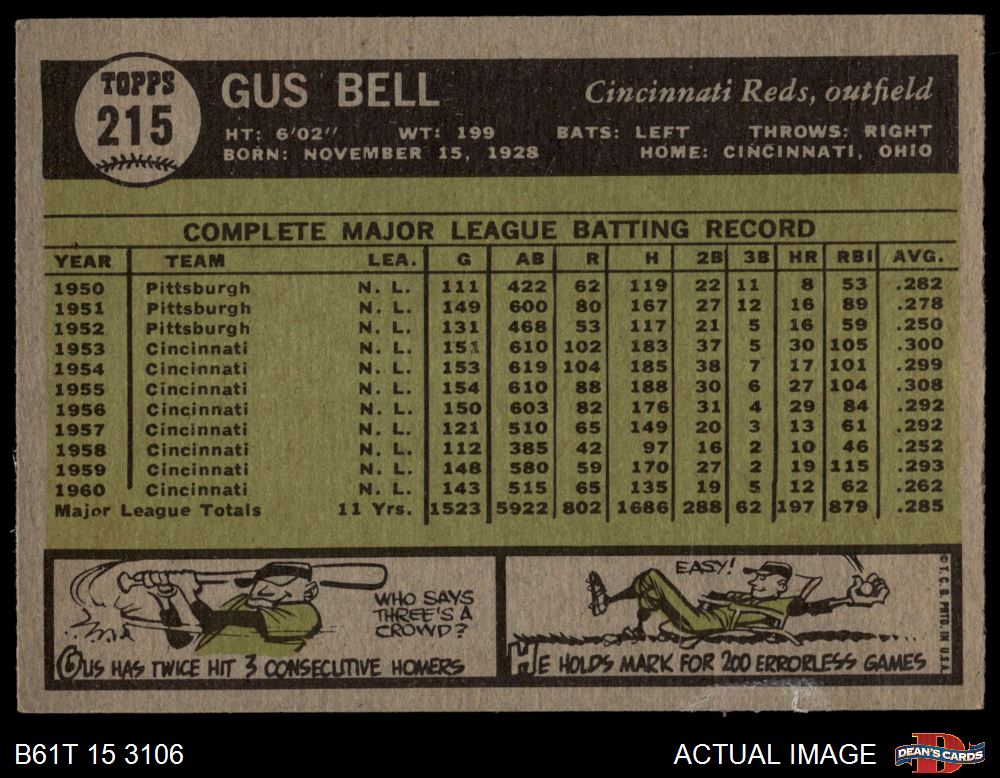 TOPPS
215
GUS BELL
Cincinnati Reds, outfield
HT: 6'02" WT: 199 BATS: LEFT THROWS: RIGHT
BORN: NOVEMBER 15, 1928 HOME: CINCINNATI, OHIO
COMPLETE MAJOR LEAGUE BATTING RECORD
YEAR TEAM LEA. G AB R H 2B 3B HR RBI AVG.
1950 Pittsburgh N. L. 111 422 62 119 22 11 8 53 .282
1951 Pittsburgh N. L. 149 600 80 167 27 12 16 89 .278
1952 Pittsburgh N. L. 131 468 53 117 21 5 16 59 .250
1953 Cincinnati N. L. 151 610 102 183 37 5 30 105 .300
1954 Cincinnati N. L. 153 619 104 185 38 7 17 101 .299
1955 Cincinnati N. L. 154 610 88 188 30 6 27 104 .308
1956 Cincinnati N. L. 150 603 82 176 31 4 29 84 .292
1957 Cincinnati N. L. 121 510 65 149 20 3 13 61 .292
1958 Cincinnati N. L. 112 385 42 97 16 2 10 46 .252
1959 Cincinnati N. L. 148 580 59 170 27 2 19 115 .293
1960 Cincinnati N. L. 143 515 65 135 19 5 12 62 .262
Major League Totals 11 Yrs. 1523 5922 802 1686 288 62 197 879 .285
WHO SAYS
THREE'S A
CROWD?
GUS HAS TWICE HIT 3 CONSECUTIVE HOMERS
EASY!
HE HOLDS MARK FOR 200 ERRORLESS GAMES
© T. C. G. PRTD. IN U.S.A.
B61T 15 3106
ACTUAL IMAGE
D
DEAN'S CARDS